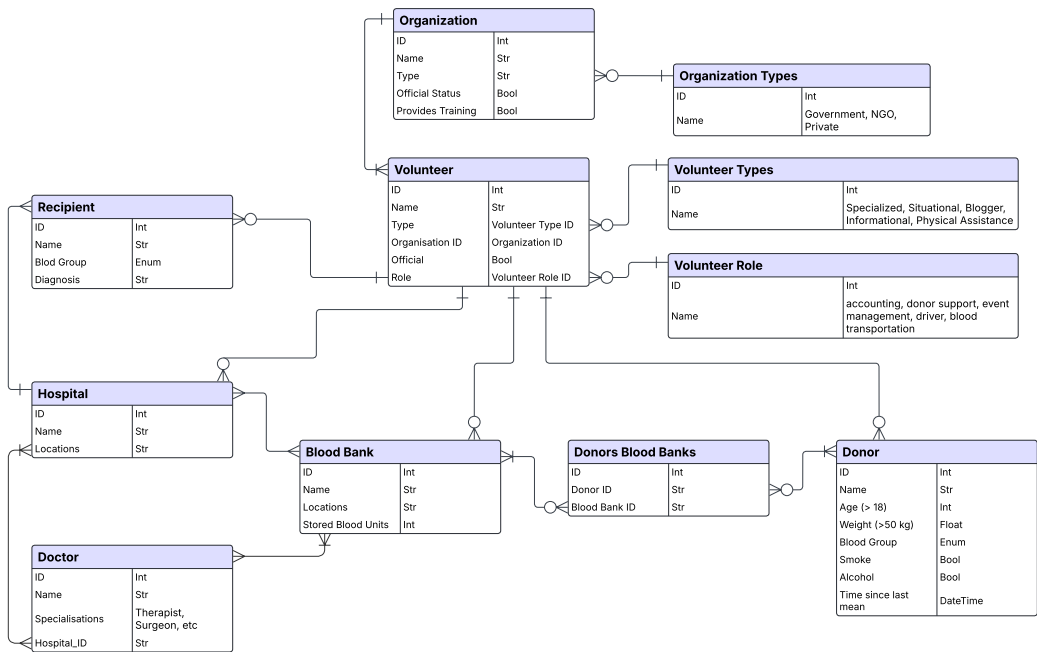 Organization
ID Int
Name Str
Type Str
Official Status Bool
Provides Training Bool
Organization Types
ID Int
Name Government, NGO,
Private
Volunteer
ID Int
Name Str
Type Volunteer Type ID
Organisation ID Organization ID
Official Bool
Role Volunteer Role ID
Volunteer Types
ID Int
Name Specialized, Situational, Blogger,
Informational, Physical Assistance
Recipient
ID Int
Name Str
Blod Group Enum
Diagnosis Str
Volunteer Role
ID Int
Name accounting, donor support, event
management, driver, blood
transportation
Hospital
ID Int
Name Str
Locations Str
Blood Bank
ID Int
Name Str
Locations Str
Stored Blood Units Int
Donors Blood Banks
ID Int
Donor ID Str
Blood Bank ID Str
Donor
ID Int
Name Str
Age (> 18) Int
Weight (>50 kg) Float
Blood Group Enum
Smoke Bool
Alcohol Bool
Time since last
mean DateTime
Doctor
ID Int
Name Str
Specialisations Therapist,
Surgeon, etc
Hospital_ID Str